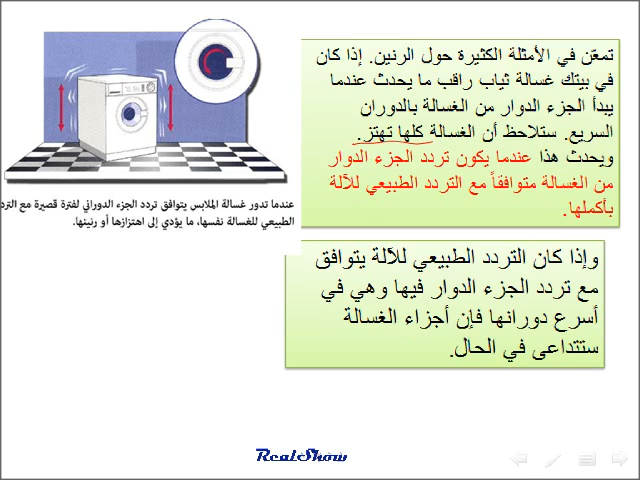 تمعّن في الأمثلة الكثيرة حول الرنين. إذا كان
في بيتك غسالة ثياب راقب ما يحدث عندما
يبدأ الجزء الدوار من الغسالة بالدوران
السريع. ستلاحظ أن الغسالة كلها تهتز.
ويحدث هذا عندما يكون تردد الجزء الدوار
من الغسالة متوافقاً مع التردد الطبيعي للآلة
بأكملها.
عندما تدور غسالة الملابس يتوافق تردد الجزء الدوراني لفترة قصيرة مع الترد
الطبيعي للغسالة نفسها، ما يؤدي إلى اهتزازها أو رنينها.
وإذا كان التردد الطبيعي للآلة يتوافق
مع تردد الجزء الدوار فيها وهي في
أسرع دورانها فإن أجزاء الغسالة
ستتداعى في الحال.
RealShow